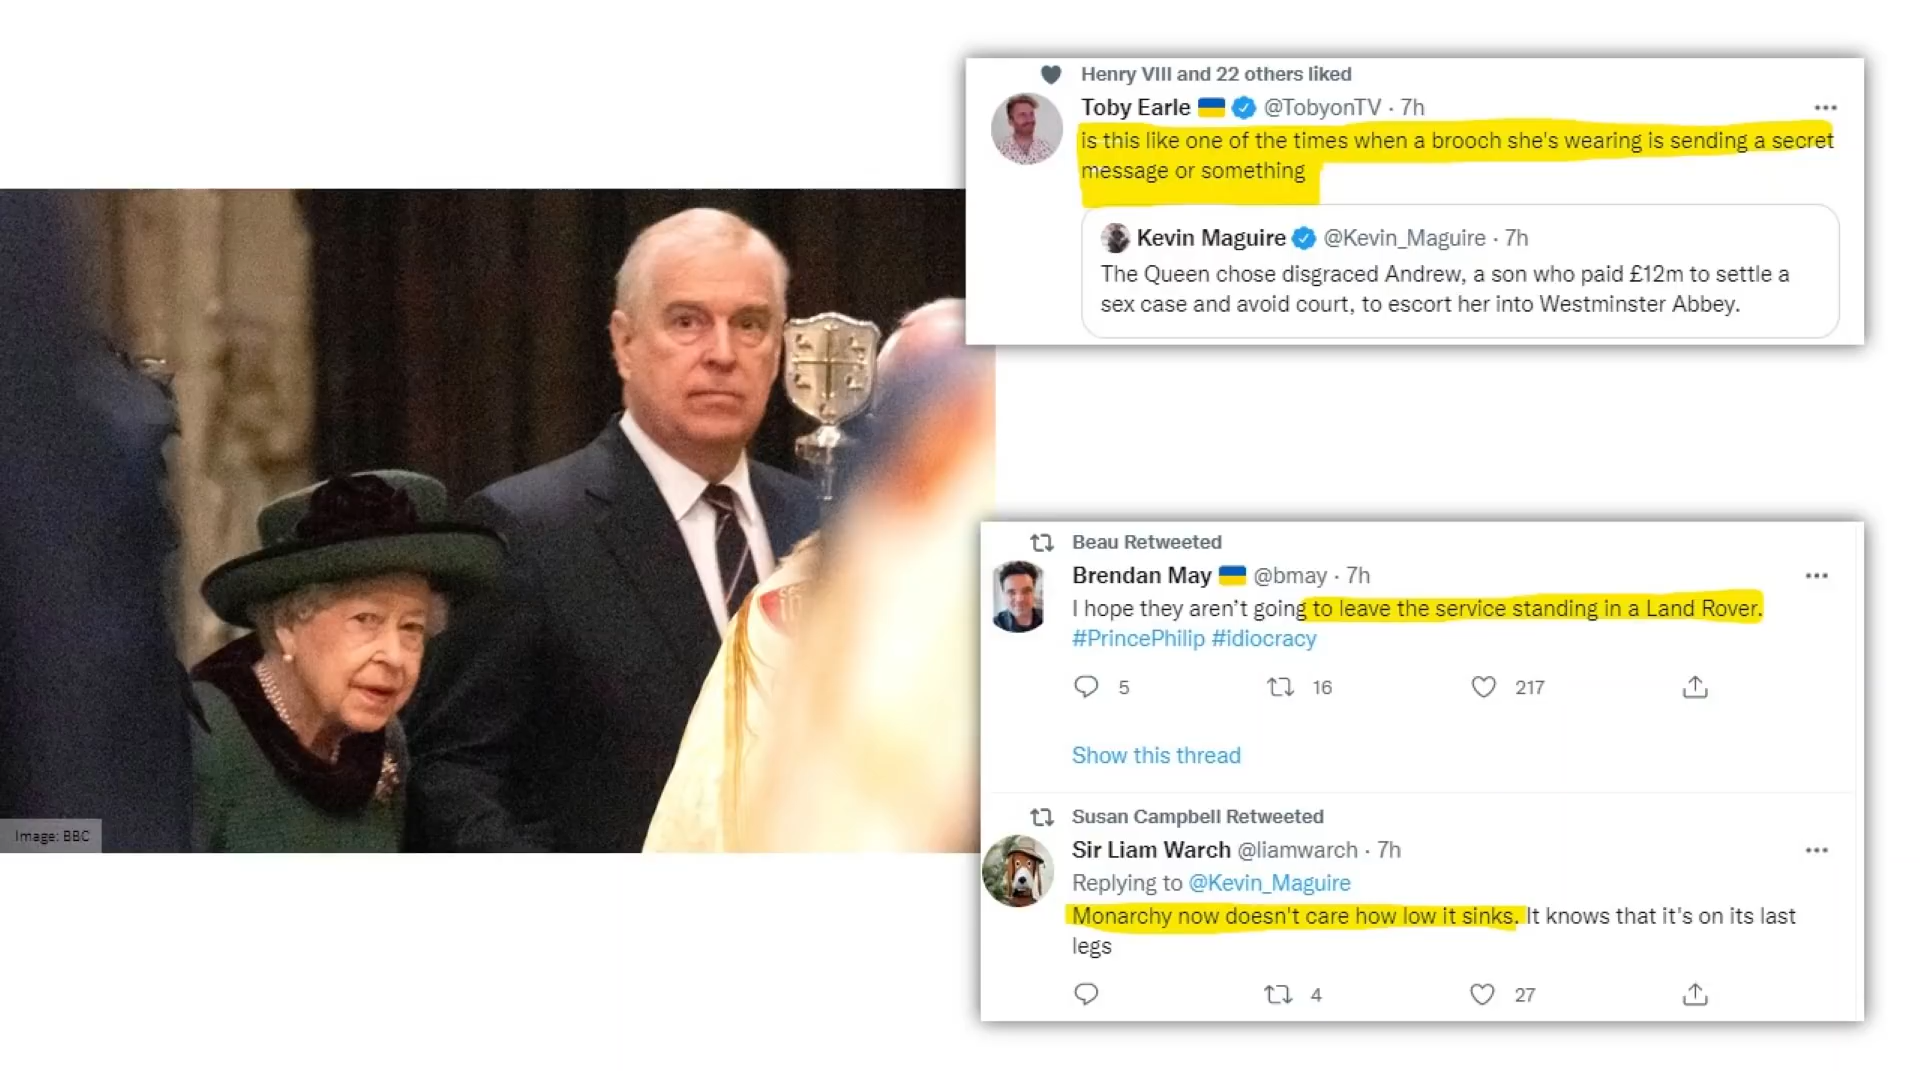 Henry VIII and 22 others liked
Toby Earle @TobyonTV · 7h
is this like one of the times when a brooch she's wearing is sending a secret
message or something
Kevin Maguire @Kevin_Maguire · 7h
The Queen chose disgraced Andrew, a son who paid £12m to settle a
sex case and avoid court, to escort her into Westminster Abbey.
Image: BBC
Beau Retweeted
Brendan May @bmay · 7h
I hope they aren’t going to leave the service standing in a Land Rover.
#PrincePhilip #idiocracy
5 16 217
Show this thread
Susan Campbell Retweeted
Sir Liam Warch @liamwarch · 7h
Replying to @Kevin_Maguire
Monarchy now doesn't care how low it sinks. It knows that it's on its last
legs
4 27